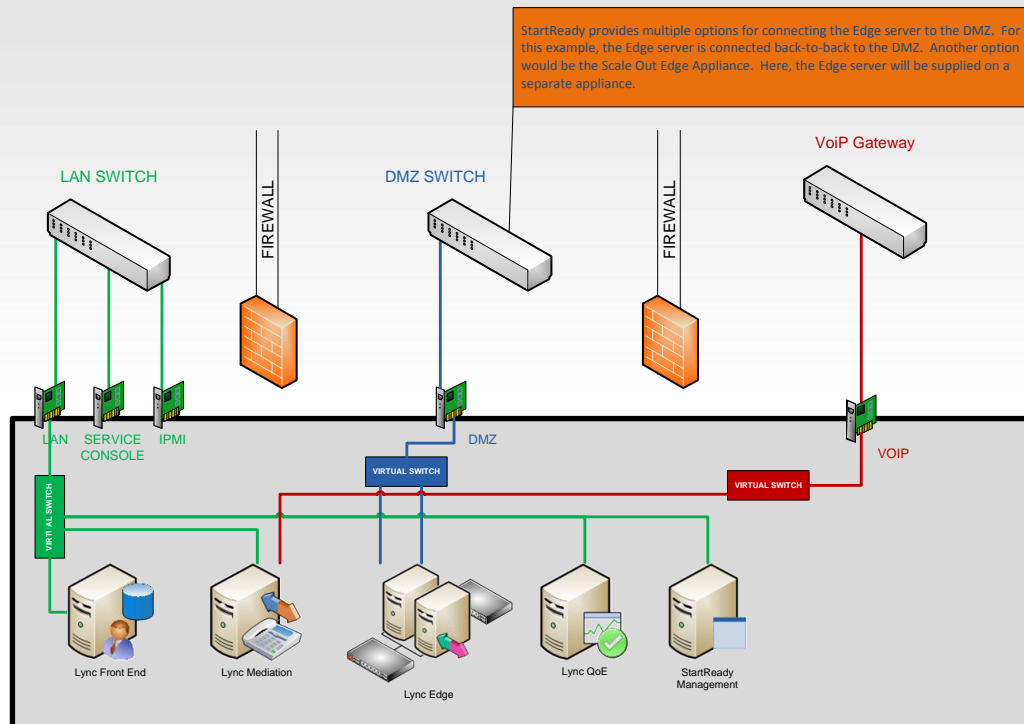 StartReady provides multiple options for connecting the Edge server to the DMZ. For
this example, the Edge server is connected back-to-back to the DMZ. Another option
would be the Scale Out Edge Appliance. Here, the Edge server will be supplied on a
separate appliance.
VoiP Gateway
LAN SWITCH
DMZ SWITCH
FIREWALL
FIREWALL
LAN
SERVICE
CONSOLE
IPMI
DMZ
VOIP
VIRTUAL SWITCH
VIRTUAL SWITCH
VIRTUAL SWITCH
Lync Front End
Lync Mediation
Lync Edge
Lync QoE
StartReady
Management